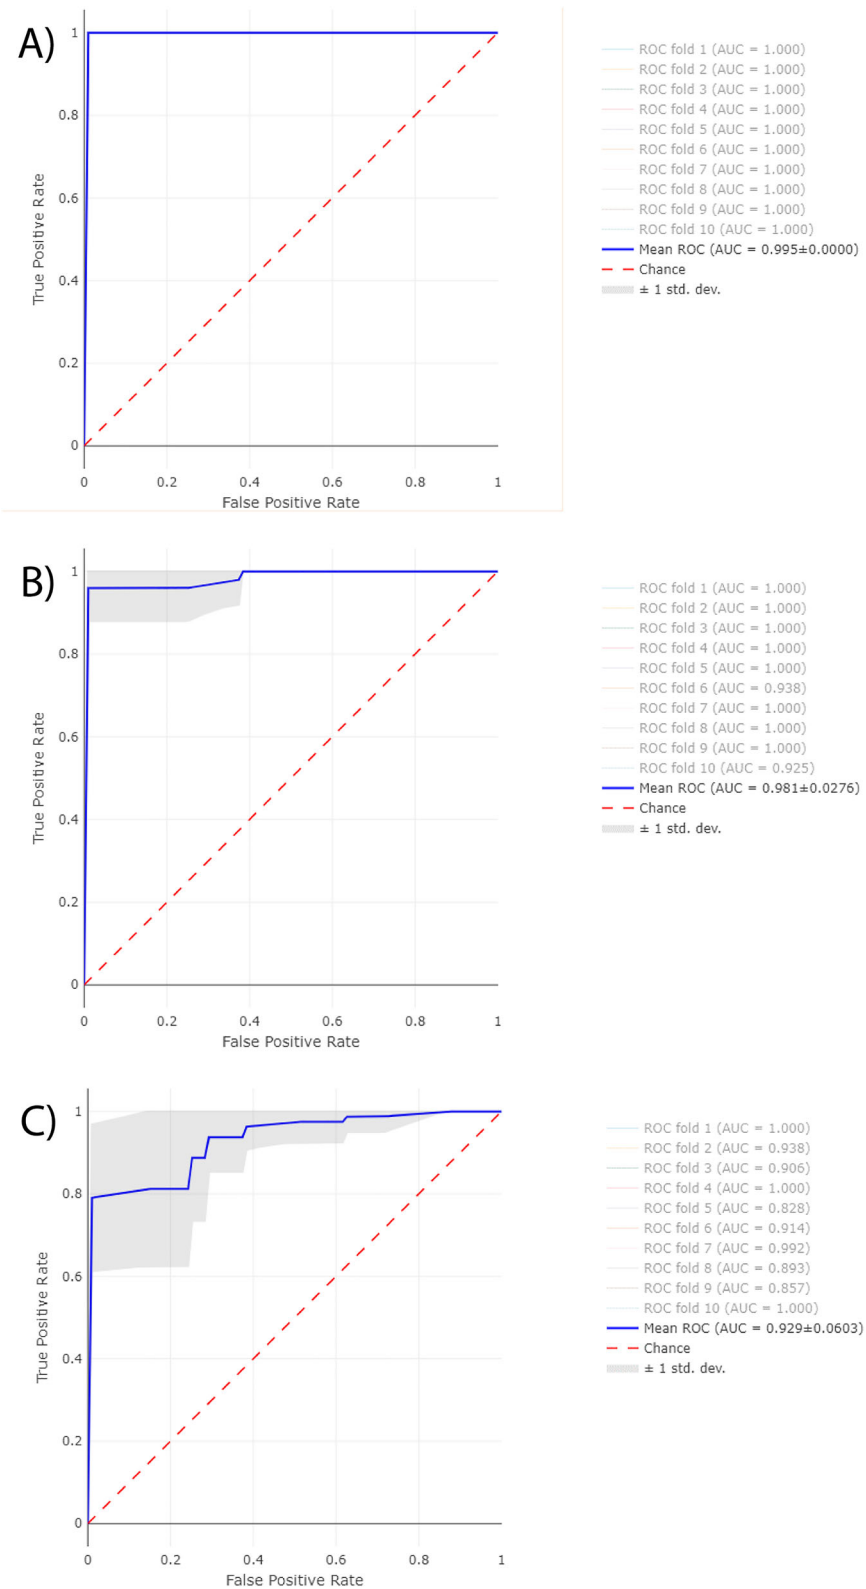 A)
1
0.8
0.6
0.4
0.2
0
True Positive Rate
0 0.2 0.4 0.6 0.8 1
False Positive Rate
ROC fold 1 (AUC = 1.000)
ROC fold 2 (AUC = 1.000)
ROC fold 3 (AUC = 1.000)
ROC fold 4 (AUC = 1.000)
ROC fold 5 (AUC = 1.000)
ROC fold 6 (AUC = 1.000)
ROC fold 7 (AUC = 1.000)
ROC fold 8 (AUC = 1.000)
ROC fold 9 (AUC = 1.000)
ROC fold 10 (AUC = 1.000)
Mean ROC (AUC = 0.995±0.0000)
Chance
± 1 std. dev.
B)
1
0.8
0.6
0.4
0.2
0
True Positive Rate
0 0.2 0.4 0.6 0.8 1
False Positive Rate
ROC fold 1 (AUC = 1.000)
ROC fold 2 (AUC = 1.000)
ROC fold 3 (AUC = 1.000)
ROC fold 4 (AUC = 1.000)
ROC fold 5 (AUC = 1.000)
ROC fold 6 (AUC = 0.938)
ROC fold 7 (AUC = 1.000)
ROC fold 8 (AUC = 1.000)
ROC fold 9 (AUC = 1.000)
ROC fold 10 (AUC = 0.925)
Mean ROC (AUC = 0.981±0.0276)
Chance
± 1 std. dev.
C)
1
0.8
0.6
0.4
0.2
0
True Positive Rate
0 0.2 0.4 0.6 0.8 1
False Positive Rate
ROC fold 1 (AUC = 1.000)
ROC fold 2 (AUC = 0.938)
ROC fold 3 (AUC = 0.906)
ROC fold 4 (AUC = 1.000)
ROC fold 5 (AUC = 0.828)
ROC fold 6 (AUC = 0.914)
ROC fold 7 (AUC = 0.992)
ROC fold 8 (AUC = 0.893)
ROC fold 9 (AUC = 0.857)
ROC fold 10 (AUC = 1.000)
Mean ROC (AUC = 0.929±0.0603)
Chance
± 1 std. dev.